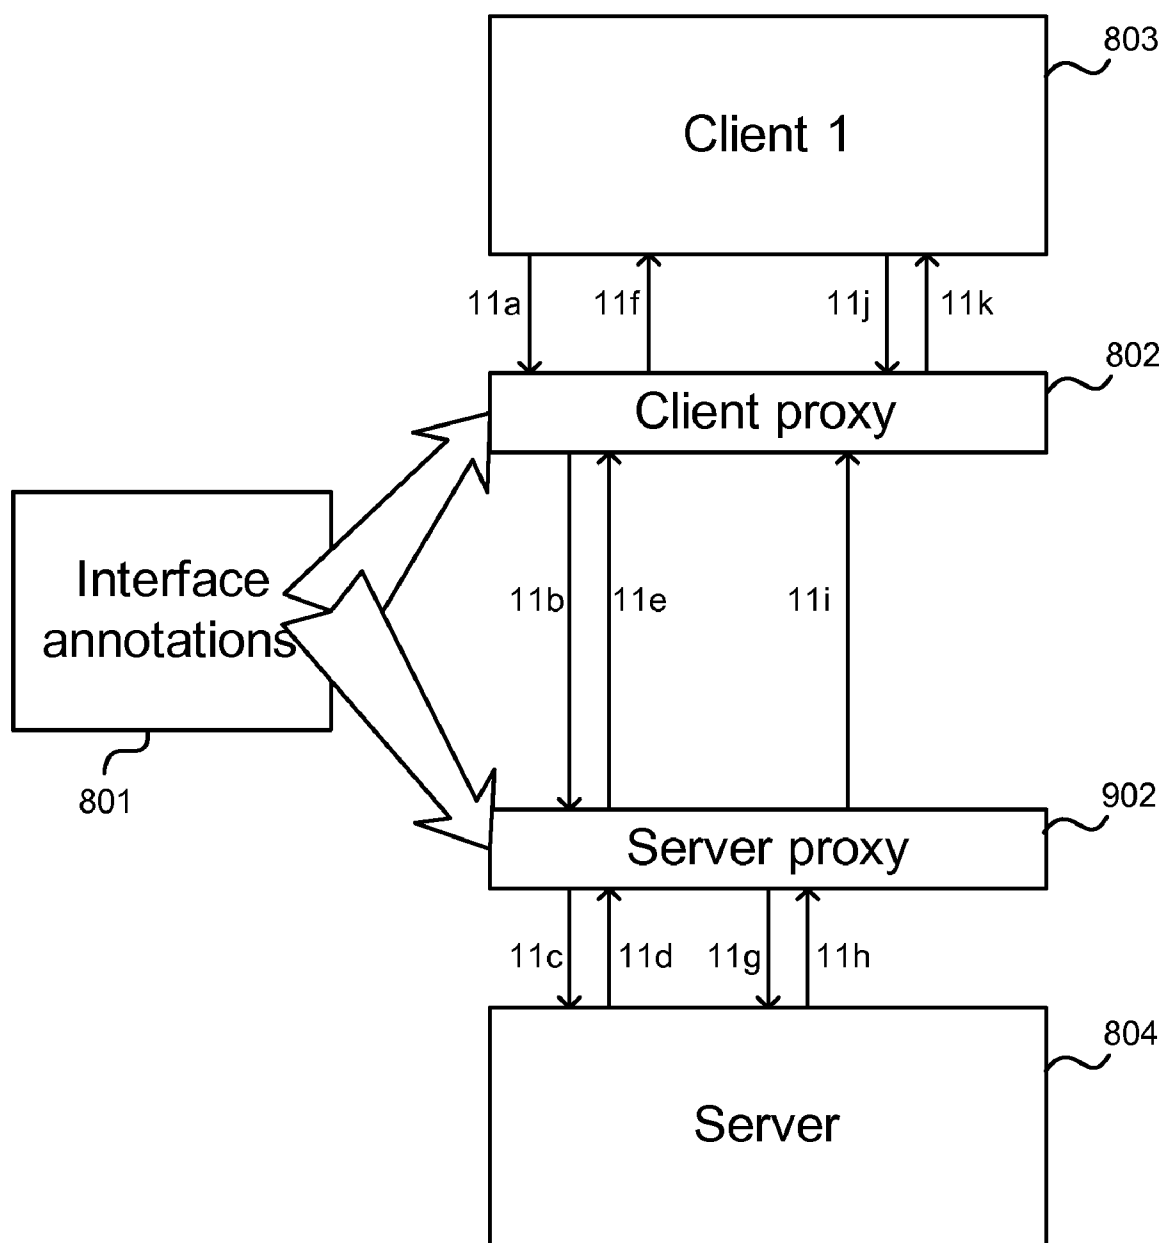 803
Client 1
11a 11f 11j 11k
802
Client proxy
Interface
annotations
11b 11e 11i
801
902
Server proxy
11c 11d 11g 11h
804
Server